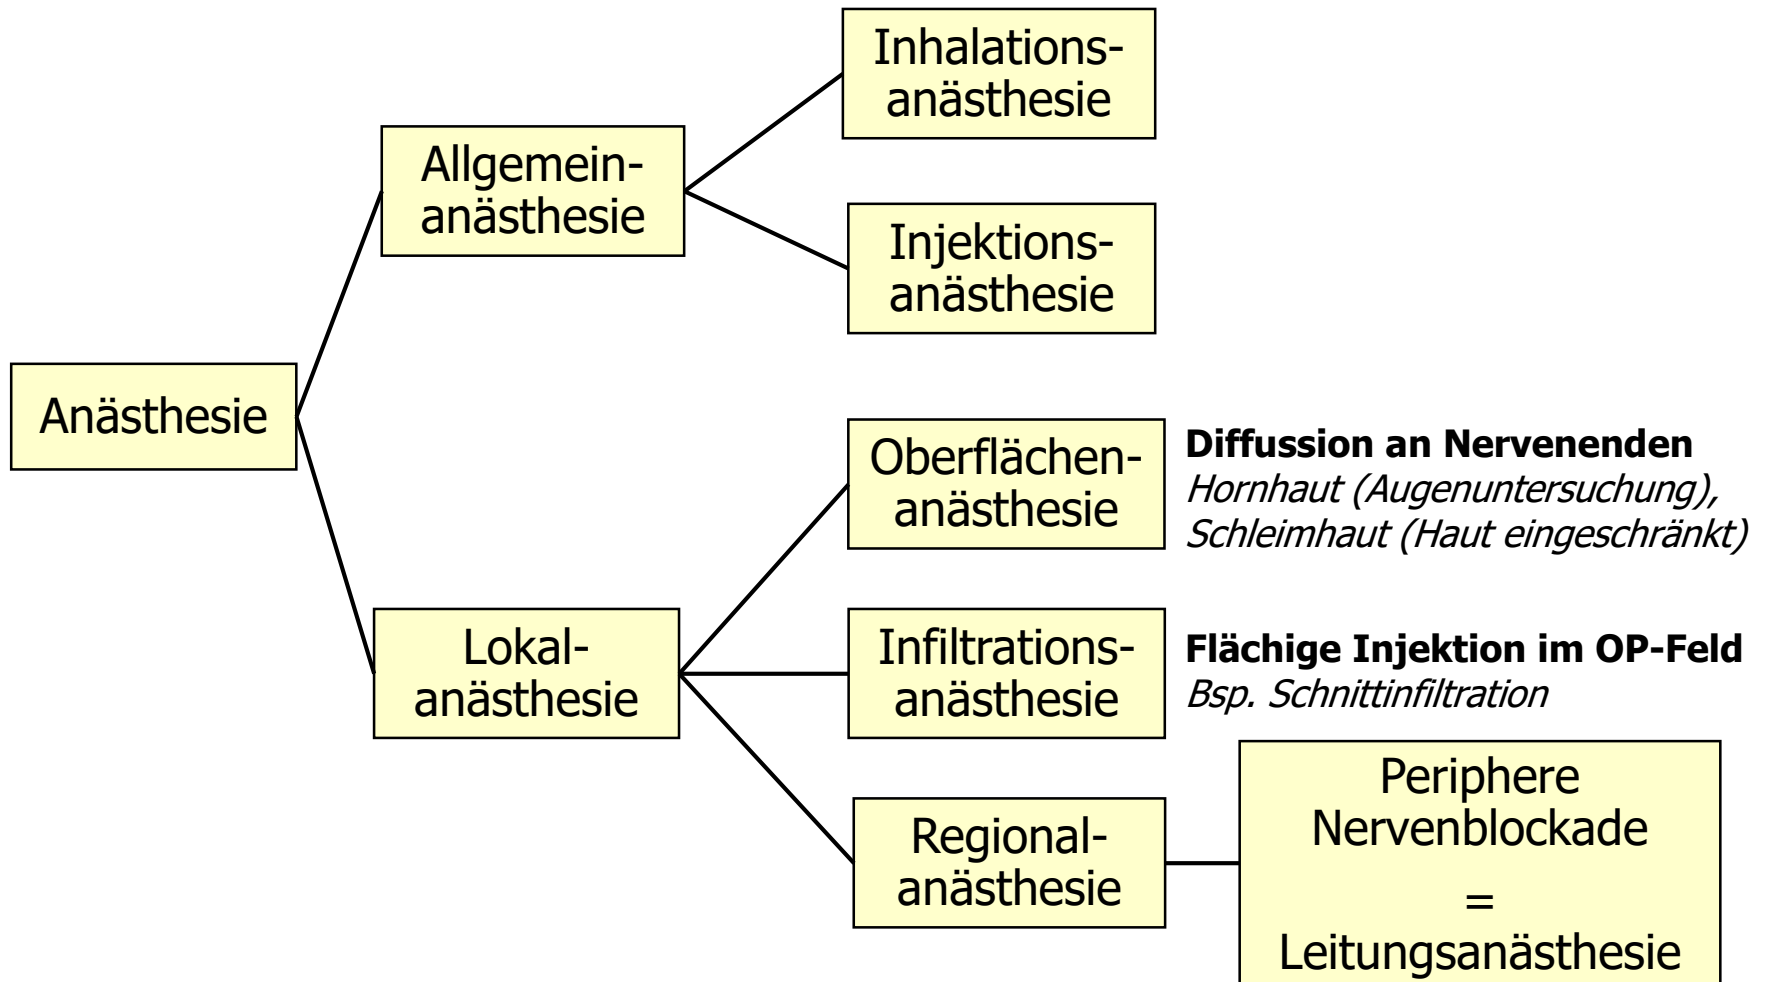 Inhalations-
anästhesie
Allgemein-
anästhesie
Injektions-
anästhesie
Anästhesie
Oberflächen-
anästhesie
Diffussion an Nervenenden
Hornhaut (Augenuntersuchung),
Schleimhaut (Haut eingeschränkt)
Lokal-
anästhesie
Infiltrations-
anästhesie
Flächige Injektion im OP-Feld
Bsp. Schnittinfiltration
Regional-
anästhesie
Periphere
Nervenblockade
=
Leitungsanästhesie